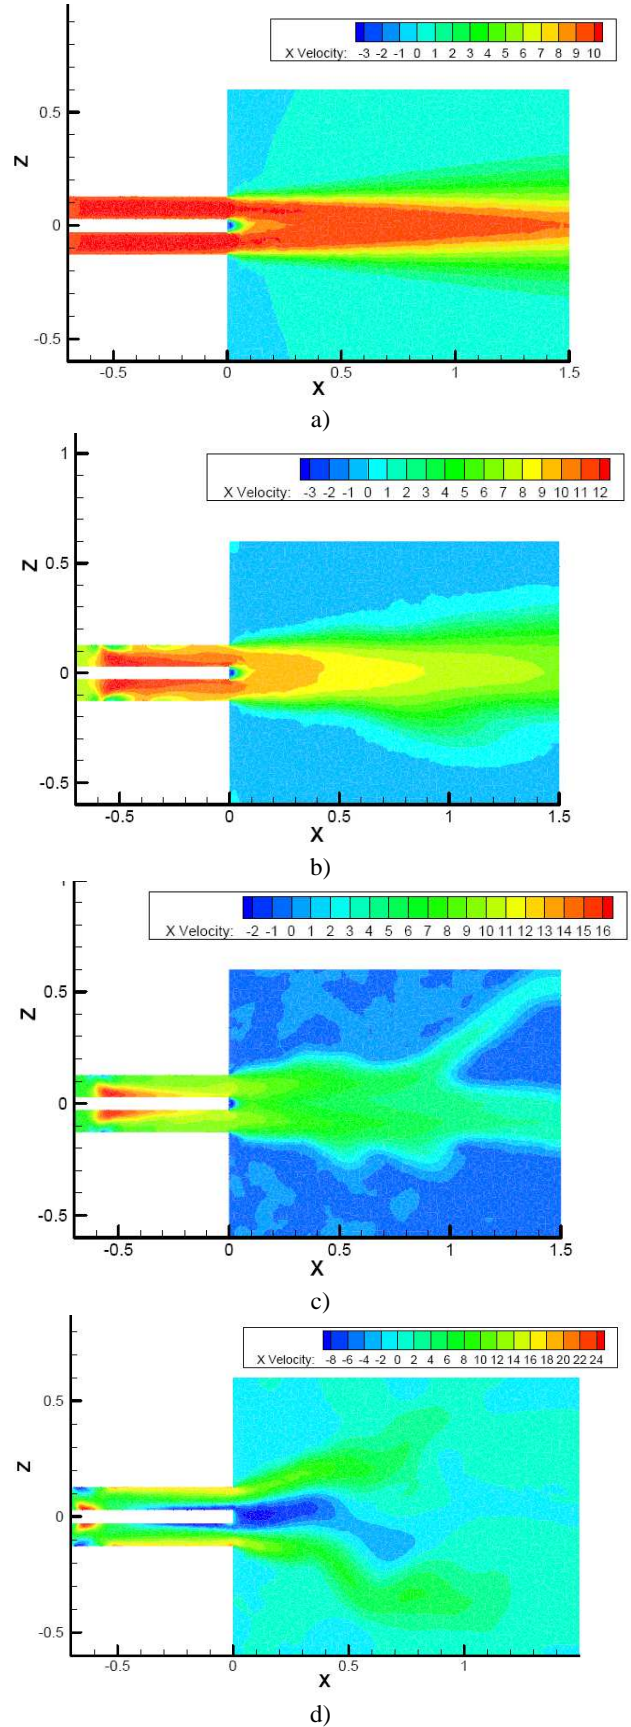 X Velocity: -3 -2 -1 0 1 2 3 4 5 6 7 8 9 10
0.5
Z
0
-0.5
-0.5 0 0.5 1 1.5
X
a)
1
X Velocity: -3 -2 -1 0 1 2 3 4 5 6 7 8 9 10 11 12
Z
0.5
0
-0.5
-0.5 0 0.5 1 1.5
X
b)
1
X Velocity: -2 -1 0 1 2 3 4 5 6 7 8 9 10 11 12 13 14 15 16
0.5
Z
0
-0.5
-0.5 0 0.5 1 1.5
X
c)
X Velocity: -8 -6 -4 -2 0 2 4 6 8 10 12 14 16 18 20 22 24
0.5
Z
0
-0.5
-0.5 0 0.5 1
X
d)